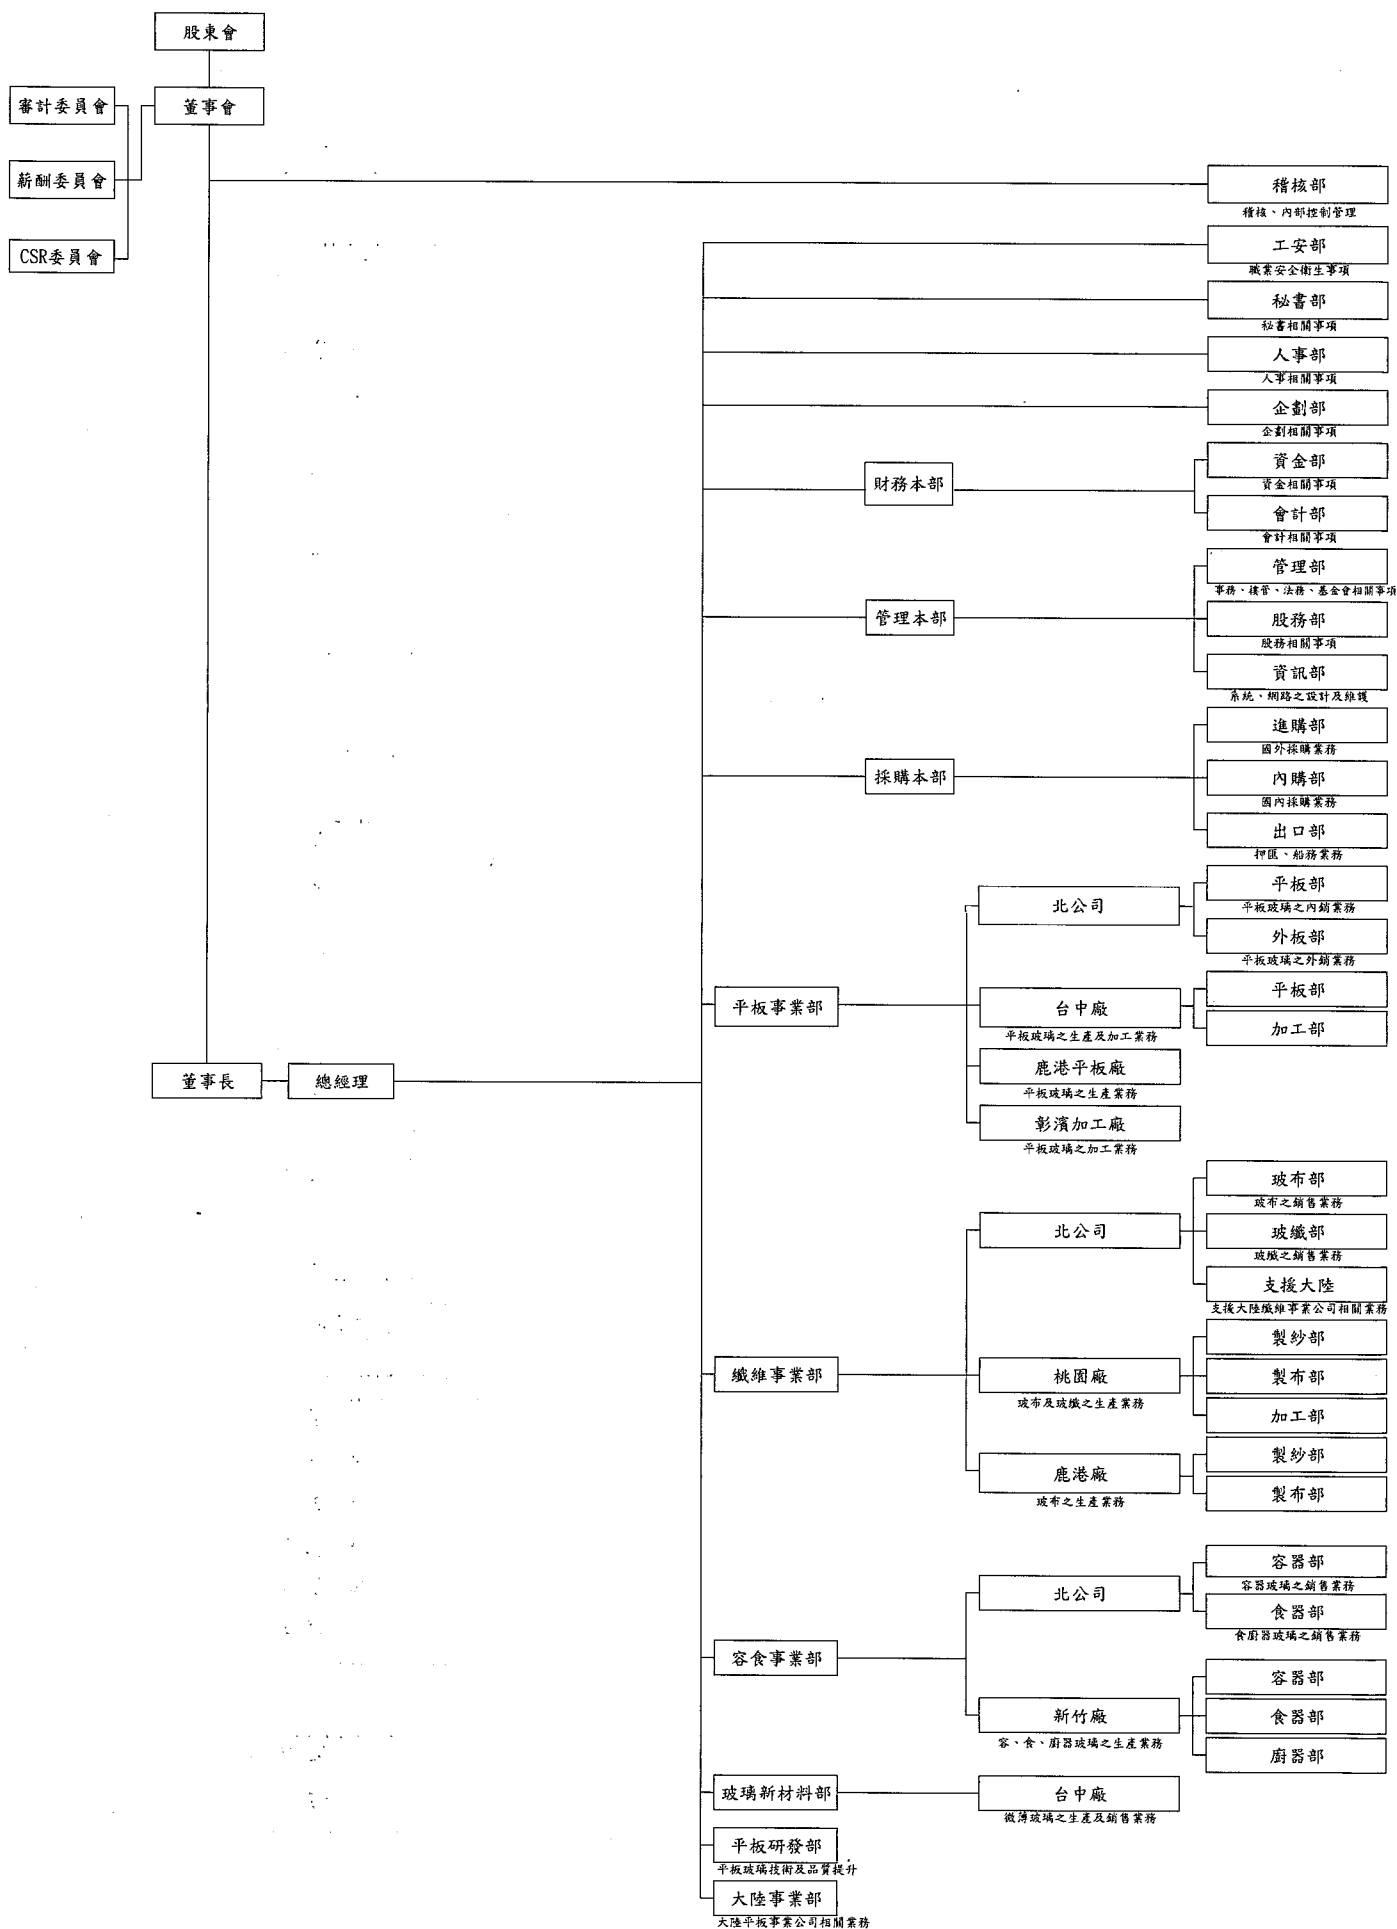 股東會
審計委員會
董事會
薪酬委員會
CSR委員會
稽核部
稽核、內部控制管理
工安部
職業安全衛生事項
秘書部
秘書相關事項
人事部
人事相關事項
企劃部
企劃相關事項
財務本部
資金部
資金相關事項
會計部
會計相關事項
管理本部
管理部
事務、樓管、法務、基金會相關事項
股務部
股務相關事項
資訊部
系統、網路之設計及維護
採購本部
進購部
國外採購業務
內購部
國內採購業務
出口部
押匯、船務業務
董事長
總經理
平板事業部
北公司
平板部
平板玻璃之內銷業務
外板部
平板玻璃之外銷業務
台中廠
平板玻璃之生產及加工業務
平板部
加工部
鹿港平板廠
平板玻璃之生產業務
彰濱加工廠
平板玻璃之加工業務
纖維事業部
北公司
玻布部
玻布之銷售業務
玻纖部
玻纖之銷售業務
支援大陸
支援大陸纖維事業公司相關業務
桃園廠
玻布及玻纖之生產業務
製紗部
製布部
加工部
鹿港廠
玻布之生產業務
製紗部
製布部
容食事業部
北公司
容器部
容器玻璃之銷售業務
食器部
食廚器玻璃之銷售業務
新竹廠
容、食、廚器玻璃之生產業務
容器部
食器部
廚器部
玻璃新材料部
台中廠
微薄玻璃之生產及銷售業務
平板研發部
平板玻璃技術及品質提升
大陸事業部
大陸平板事業公司相關業務